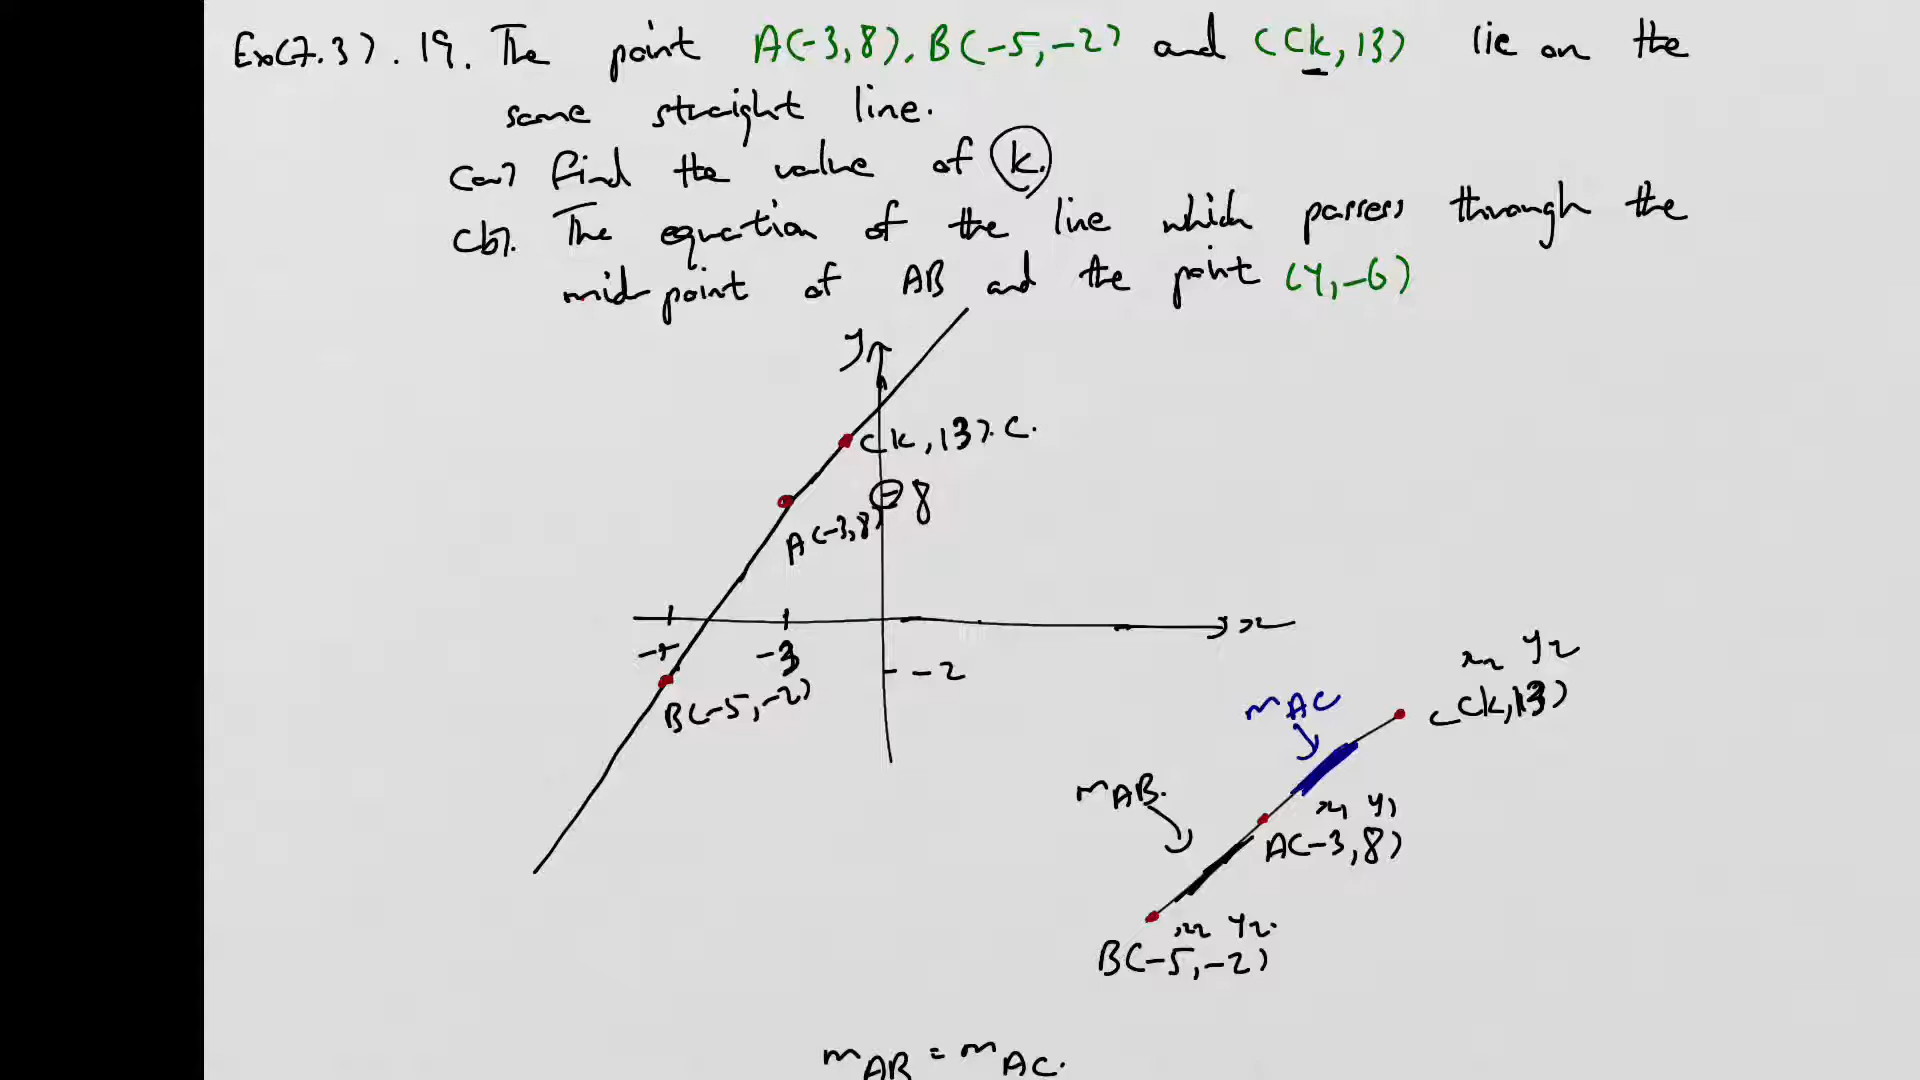 Ex(7.3). 19. The point A(-3,8), B(-5,-2) and C(k,13) lie on the
same straight line.
(a) Find the value of k.
(b). The equation of the line which passes through the
mid-point of AB and the point (4,-6)
y
(k,13).C.
8
A(-3,8)
x
-5 -3
-2
B(-5,-2)
x2 y2
C(k,13)
mAC
mAB.
x1 y1
A(-3,8)
x2 y2.
B(-5,-2)
mAB = mAC.